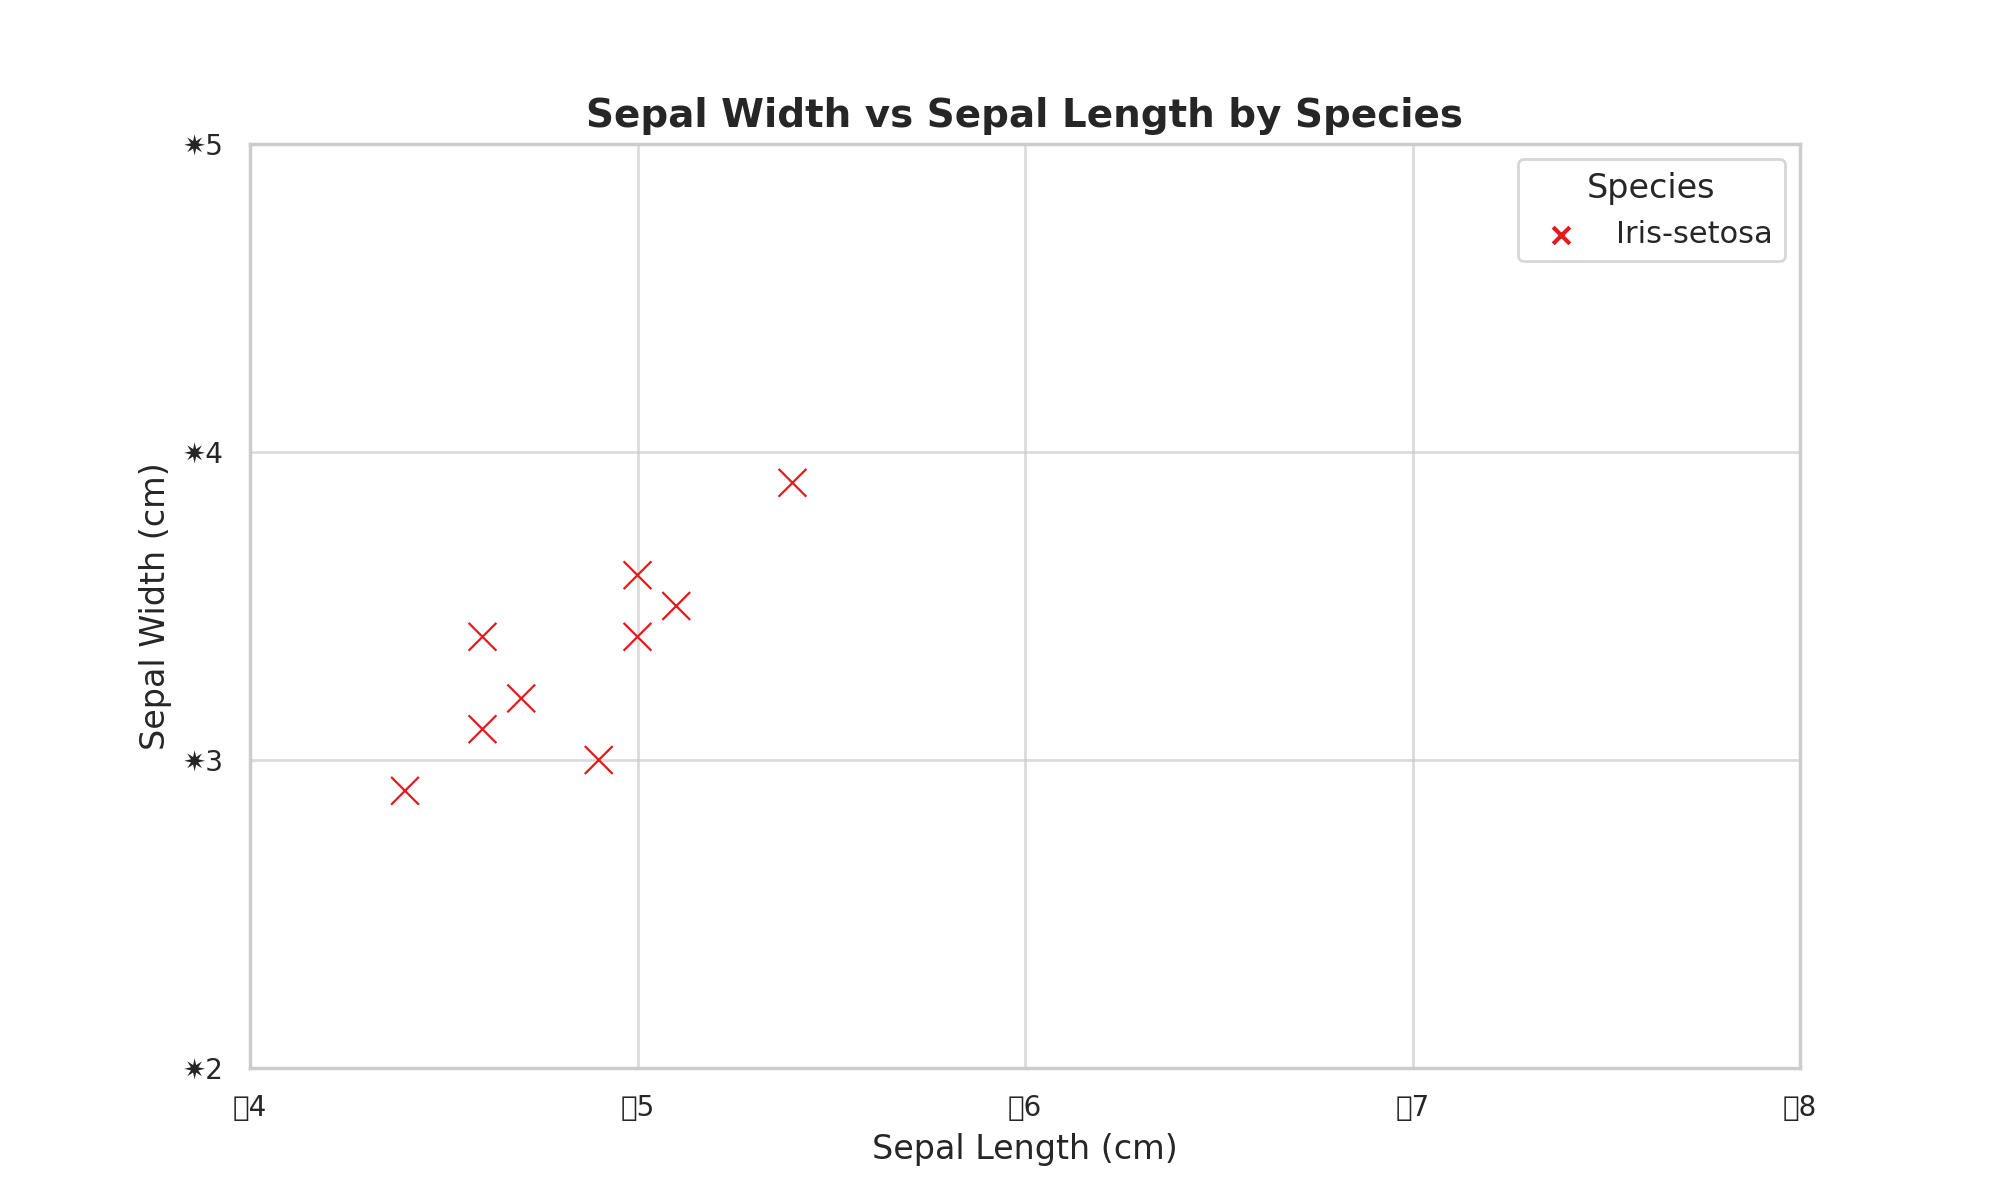 Sepal Width vs Sepal Length by Species
Species
Iris-setosa
✷5
✷4
✷3
✷2
Sepal Width (cm)
4
5
6
7
8
Sepal Length (cm)